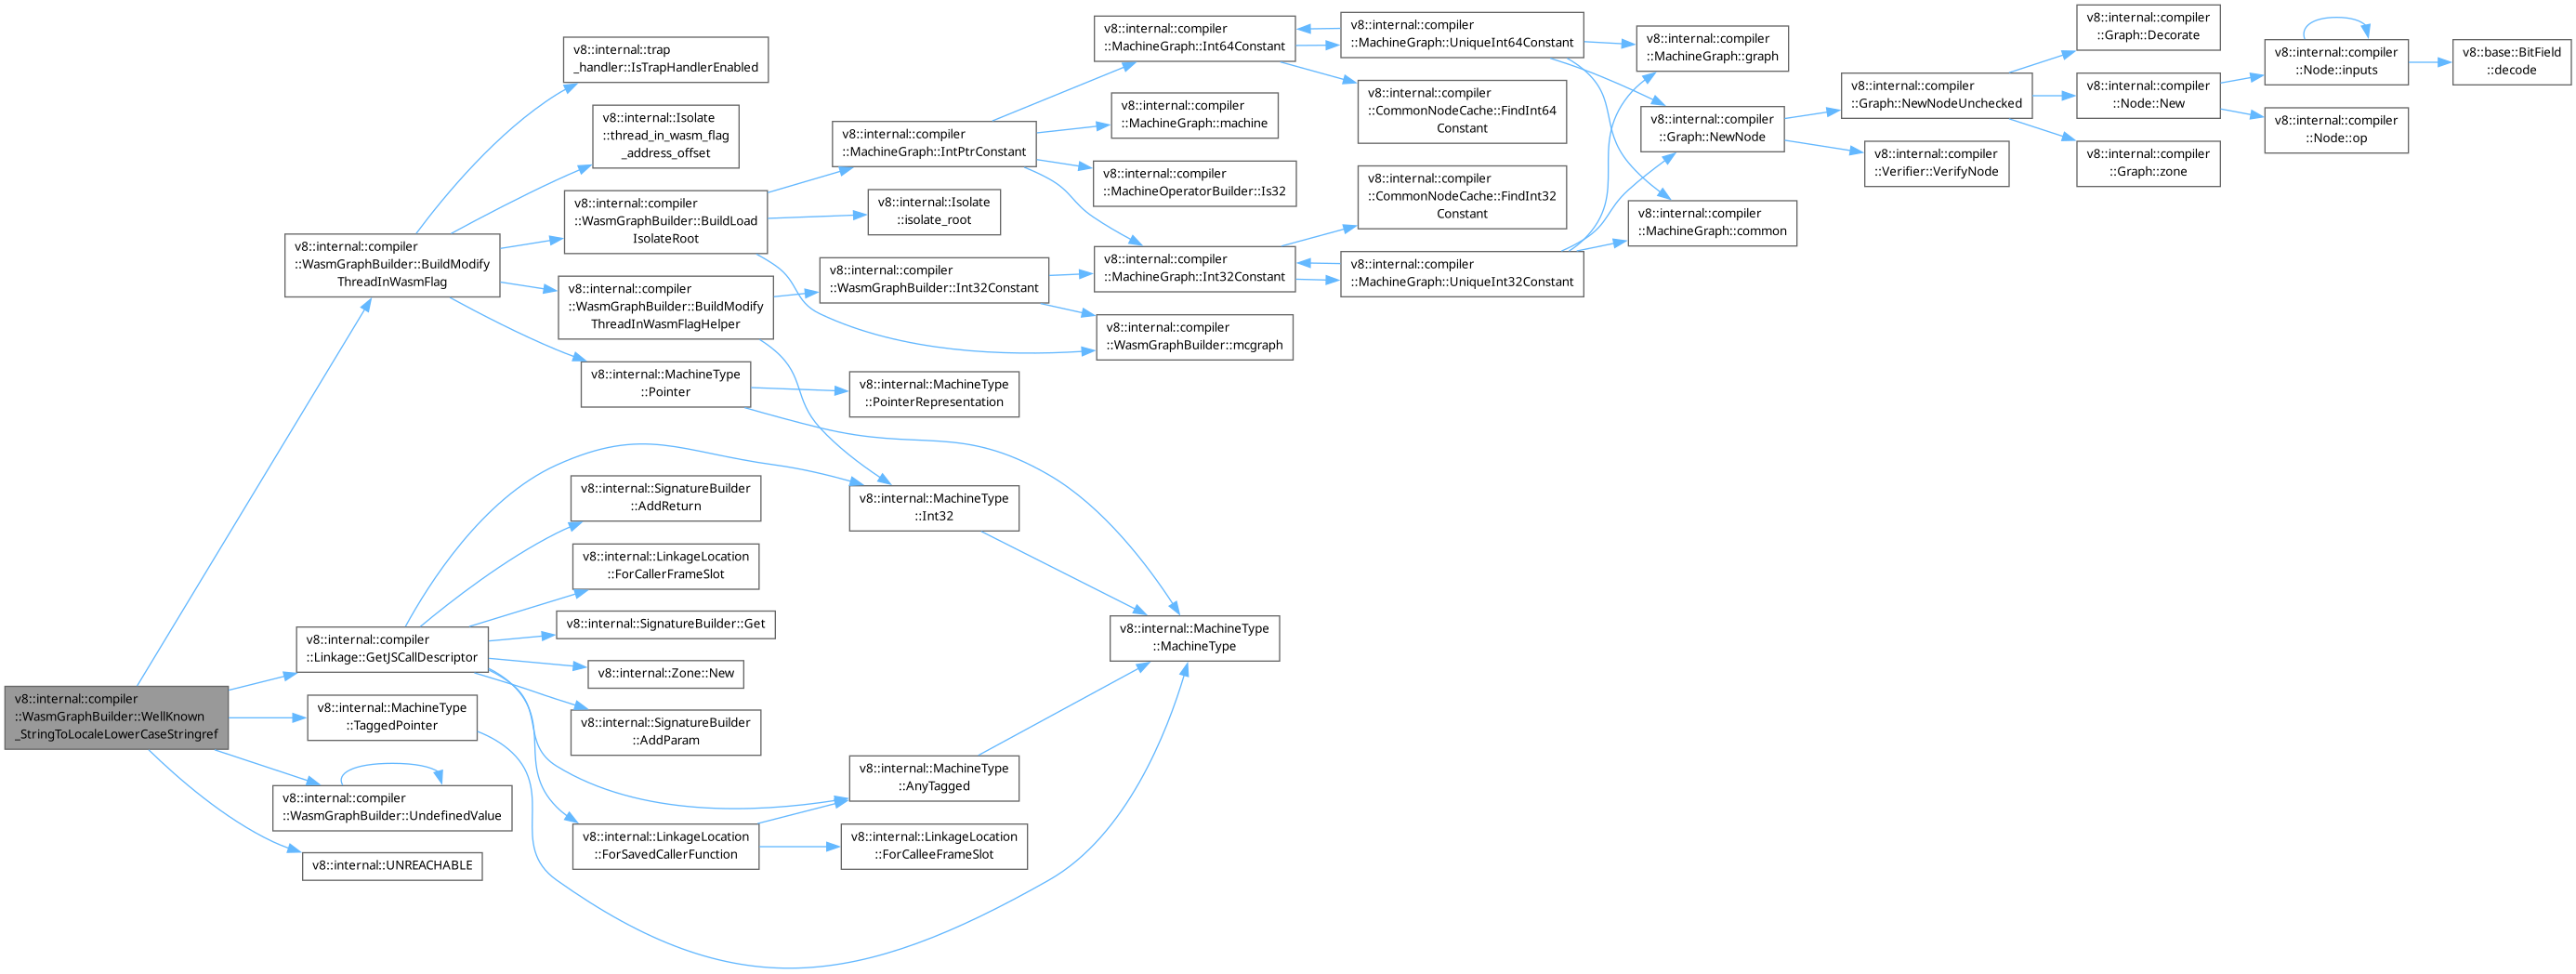 v8::internal::compiler
::WasmGraphBuilder::WellKnown
_StringToLocaleLowerCaseStringref
v8::internal::compiler
::WasmGraphBuilder::BuildModify
ThreadInWasmFlag
v8::internal::compiler
::Linkage::GetJSCallDescriptor
v8::internal::MachineType
::TaggedPointer
v8::internal::compiler
::WasmGraphBuilder::UndefinedValue
v8::internal::UNREACHABLE
v8::internal::trap
_handler::IsTrapHandlerEnabled
v8::internal::Isolate
::thread_in_wasm_flag
_address_offset
v8::internal::compiler
::WasmGraphBuilder::BuildLoad
IsolateRoot
v8::internal::compiler
::WasmGraphBuilder::BuildModify
ThreadInWasmFlagHelper
v8::internal::MachineType
::Pointer
v8::internal::SignatureBuilder
::AddReturn
v8::internal::LinkageLocation
::ForCallerFrameSlot
v8::internal::SignatureBuilder::Get
v8::internal::Zone::New
v8::internal::SignatureBuilder
::AddParam
v8::internal::LinkageLocation
::ForSavedCallerFunction
v8::internal::compiler
::MachineGraph::IntPtrConstant
v8::internal::Isolate
::isolate_root
v8::internal::compiler
::WasmGraphBuilder::Int32Constant
v8::internal::MachineType
::PointerRepresentation
v8::internal::MachineType
::Int32
v8::internal::MachineType
::AnyTagged
v8::internal::LinkageLocation
::ForCalleeFrameSlot
v8::internal::compiler
::MachineGraph::Int64Constant
v8::internal::compiler
::MachineGraph::machine
v8::internal::compiler
::MachineOperatorBuilder::Is32
v8::internal::compiler
::MachineGraph::Int32Constant
v8::internal::compiler
::WasmGraphBuilder::mcgraph
v8::internal::MachineType
::MachineType
v8::internal::compiler
::MachineGraph::UniqueInt64Constant
v8::internal::compiler
::CommonNodeCache::FindInt64
Constant
v8::internal::compiler
::CommonNodeCache::FindInt32
Constant
v8::internal::compiler
::MachineGraph::UniqueInt32Constant
v8::internal::compiler
::MachineGraph::graph
v8::internal::compiler
::Graph::NewNode
v8::internal::compiler
::MachineGraph::common
v8::internal::compiler
::Graph::NewNodeUnchecked
v8::internal::compiler
::Verifier::VerifyNode
v8::internal::compiler
::Graph::Decorate
v8::internal::compiler
::Node::New
v8::internal::compiler
::Graph::zone
v8::internal::compiler
::Node::inputs
v8::internal::compiler
::Node::op
v8::base::BitField
::decode